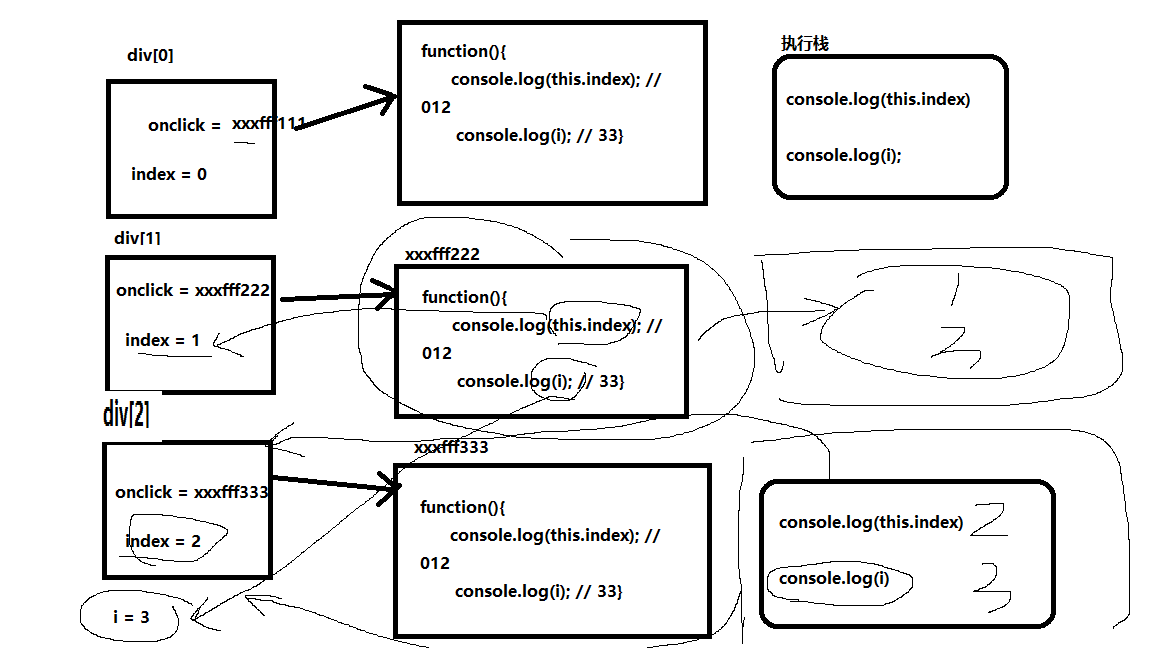 div[0]
onclick = xxxfff111
index = 0
function(){
console.log(this.index); //
012
console.log(i); // 33}
执行栈
console.log(this.index)
console.log(i);
div[1]
onclick = xxxfff222
index = 1
xxxfff222
function(){
console.log(this.index); //
012
console.log(i); // 33}
1
3
div[2]
onclick = xxxfff333
index = 2
i = 3
xxxfff333
function(){
console.log(this.index); //
012
console.log(i); // 33}
console.log(this.index) 2
console.log(i) 3